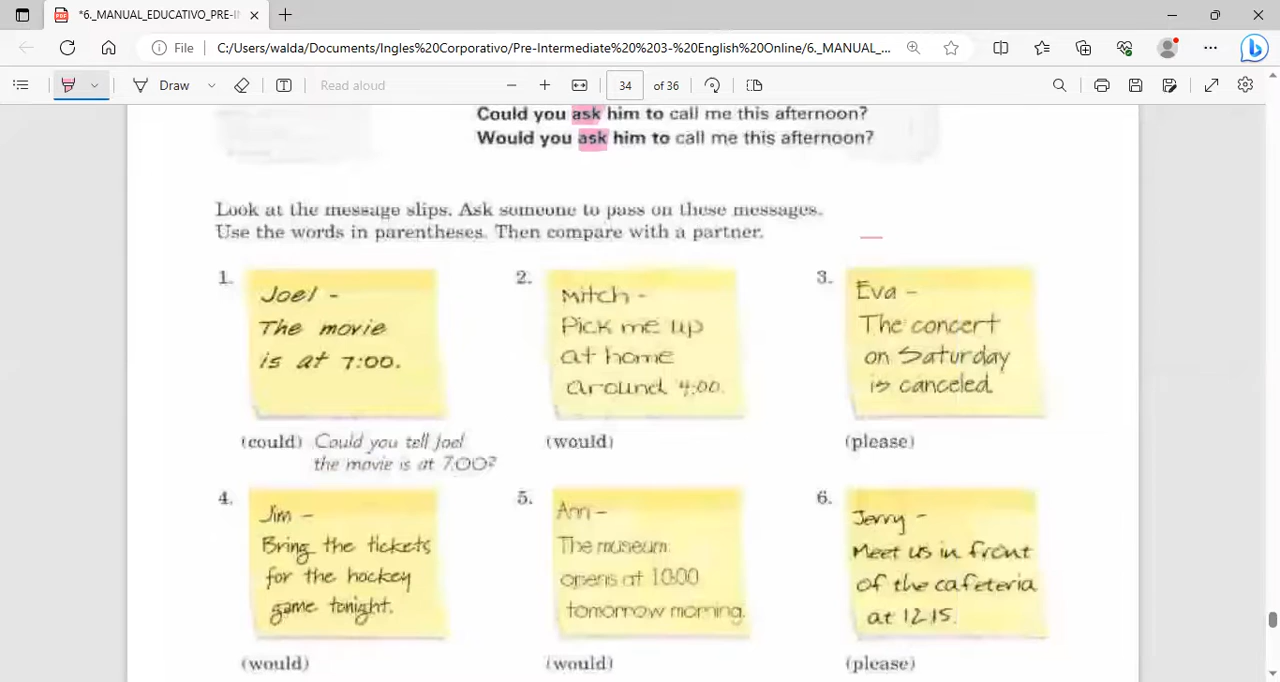 *6._MANUAL_EDUCATIVO_PRE-I
File
C:/Users/walda/Documents/Ingles%20Corporativo/Pre-Intermediate%20%203-%20English%20Online/6._MANUAL_...
Draw
Read aloud
34
of 36
Could you ask him to call me this afternoon?
Would you ask him to call me this afternoon?
Look at the message slips. Ask someone to pass on these messages.
Use the words in parentheses. Then compare with a partner.
1.
Joel -
The movie
is at 7:00.
(could) Could you tell Joel
the movie is at 7:00?
2.
Mitch -
Pick me up
at home
around 4:00.
(would)
3.
Eva -
The concert
on Saturday
is canceled
(please)
4.
Jim -
Bring the tickets
for the hockey
game tonight.
(would)
5.
Ann -
The museum
opens at 10:00
tomorrow morning.
(would)
6.
Jerry -
Meet us in front
of the cafeteria
at 12:15.
(please)